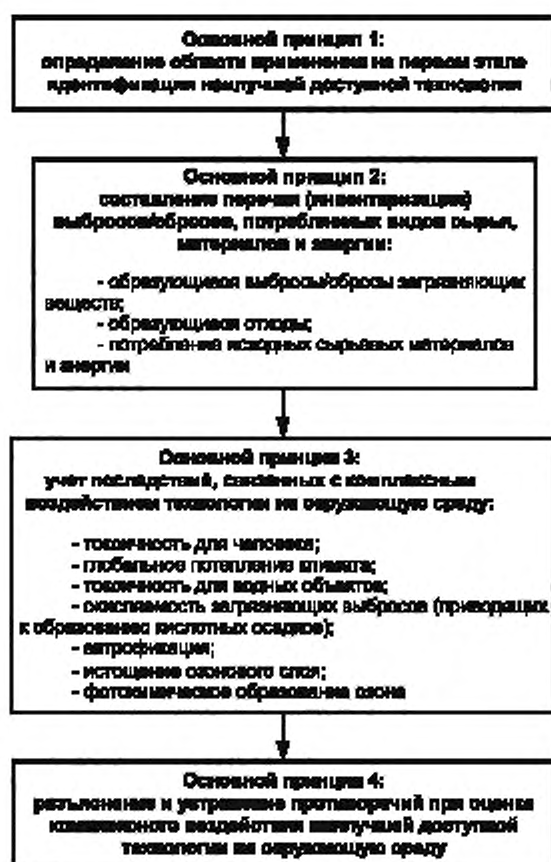 Основной принцип 1:
определение области применения на первом этапе
идентификации наилучшей доступной технологии
Основной принцип 2:
составление перечня (инвентаризация)
выбросов/сбросов, потребляемых видов сырья,
материалов и энергии:
- образующиеся выбросы/сбросы загрязняющих
веществ;
- образующиеся отходы;
- потребление исходных сырьевых материалов
и энергии
Основной принцип 3:
учет последствий, связанных с комплексным
воздействием технологии на окружающую среду:
- токсичность для человека;
- глобальное потепление климата;
- токсичность для водных объектов;
- окисляемость загрязняющих выбросов (приводящих
к образованию кислотных осадков);
- эвтрофикация;
- истощение озонового слоя;
- фотохимическое образование озона
Основной принцип 4:
разъяснения и устранение противоречий при оценке
комплексного воздействия наилучшей доступной
технологии на окружающую среду